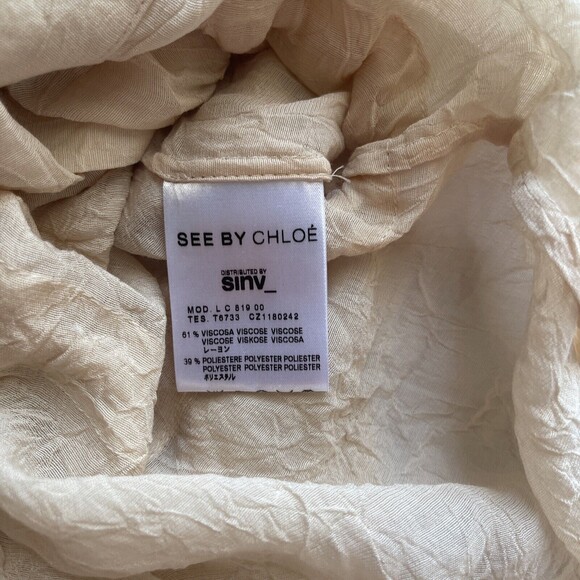 SEE BY CHLOÉ
DISTRIBUTED BY
sinv_
MOD. L C 819 00
TES. T6733 CZ1180242
61 % VISCOSA VISCOSE VISCOSE
VISCOSE VISKOSE VISCOSA
レーヨン
39 % POLIESTERE POLYESTER POLIESTER
POLYESTER POLYESTER POLYESTER
ポリエステル